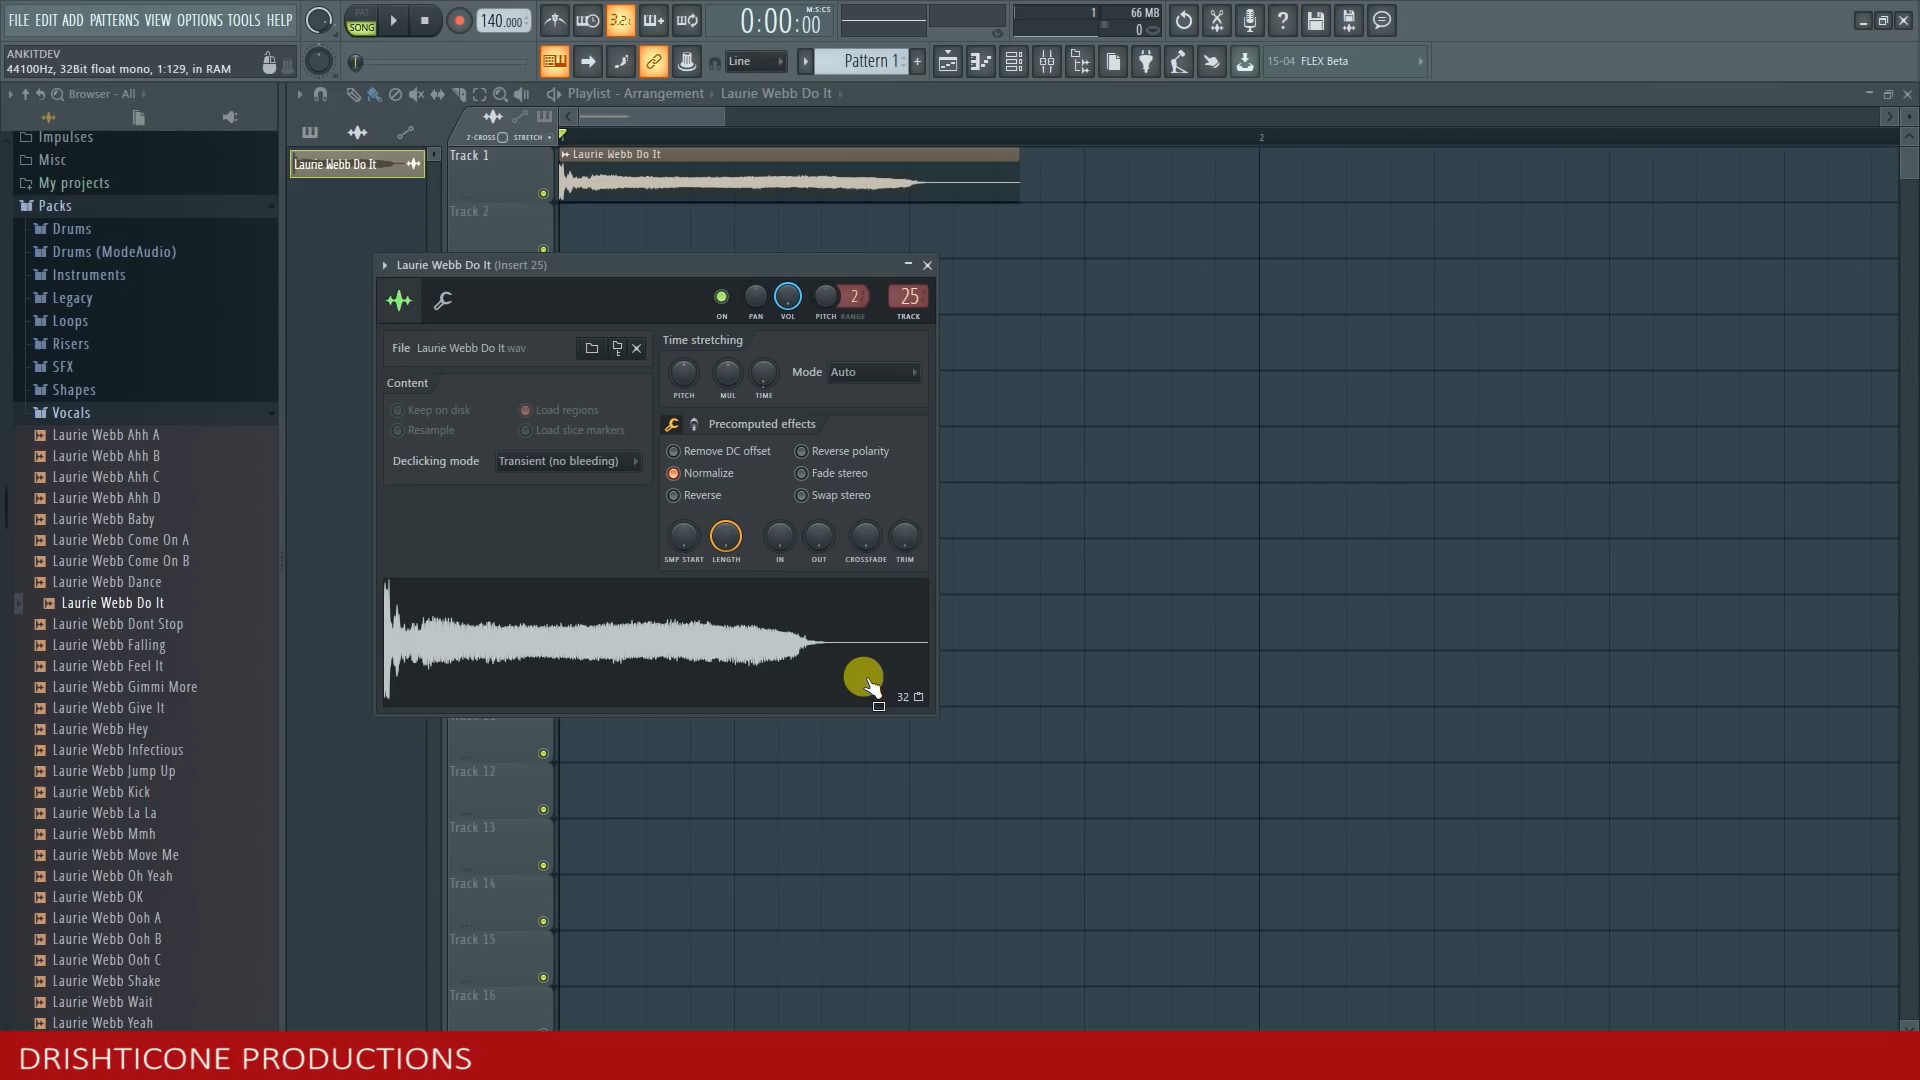 FILE EDIT ADD PATTERNS VIEW OPTIONS TOOLS HELP
PAT
SONG
140.000
3.2.
0:00:00
M:S:CS
1
66 MB
0
ANKITDEV
44100Hz, 32Bit float mono, 1:129, in RAM
Line
Pattern 1
15-04 FLEX Beta
Browser - All
Playlist - Arrangement
Laurie Webb Do It
Z-CROSS
STRETCH
2
Impulses
Misc
My projects
Packs
Drums
Drums (ModeAudio)
Instruments
Legacy
Loops
Risers
SFX
Shapes
Vocals
Laurie Webb Ahh A
Laurie Webb Ahh B
Laurie Webb Ahh C
Laurie Webb Ahh D
Laurie Webb Baby
Laurie Webb Come On A
Laurie Webb Come On B
Laurie Webb Dance
Laurie Webb Do It
Laurie Webb Dont Stop
Laurie Webb Falling
Laurie Webb Feel It
Laurie Webb Gimmi More
Laurie Webb Give It
Laurie Webb Hey
Laurie Webb Infectious
Laurie Webb Jump Up
Laurie Webb Kick
Laurie Webb La La
Laurie Webb Mmh
Laurie Webb Move Me
Laurie Webb Oh Yeah
Laurie Webb OK
Laurie Webb Ooh A
Laurie Webb Ooh B
Laurie Webb Ooh C
Laurie Webb Shake
Laurie Webb Wait
Laurie Webb Yeah
Laurie Webb Do It
Track 1
Laurie Webb Do It
Track 2
Laurie Webb Do It (Insert 25)
ON
PAN
VOL
PITCH
RANGE
2
25
TRACK
File Laurie Webb Do It.wav
Content
Keep on disk
Load regions
Resample
Load slice markers
Declicking mode
Transient (no bleeding)
Time stretching
PITCH
MUL
TIME
Mode
Auto
Precomputed effects
Remove DC offset
Reverse polarity
Normalize
Fade stereo
Reverse
Swap stereo
SMP START
LENGTH
IN
OUT
CROSSFADE
TRIM
32
Track 12
Track 13
Track 14
Track 15
Track 16
DRISHTICONE PRODUCTIONS